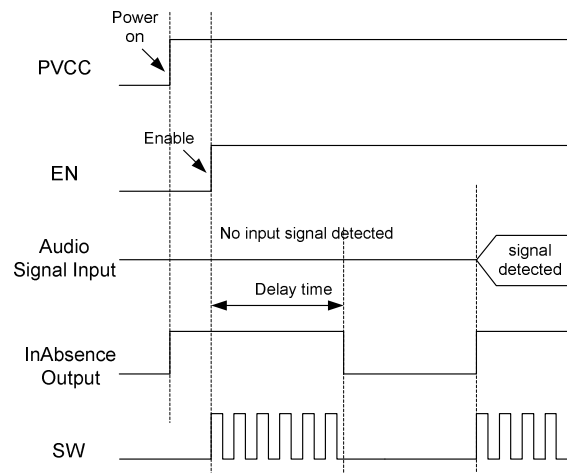 Power
on
PVCC
Enable
EN
No input signal detected
Audio
Signal Input
signal
detected
Delay time
InAbsence
Output
SW